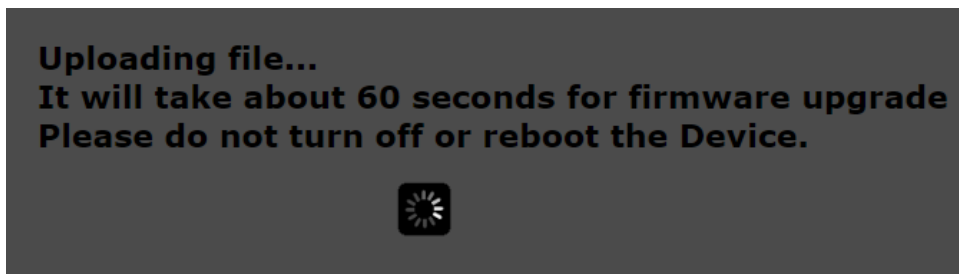 Uploading file...
It will take about 60 seconds for firmware upgrade
Please do not turn off or reboot the Device.